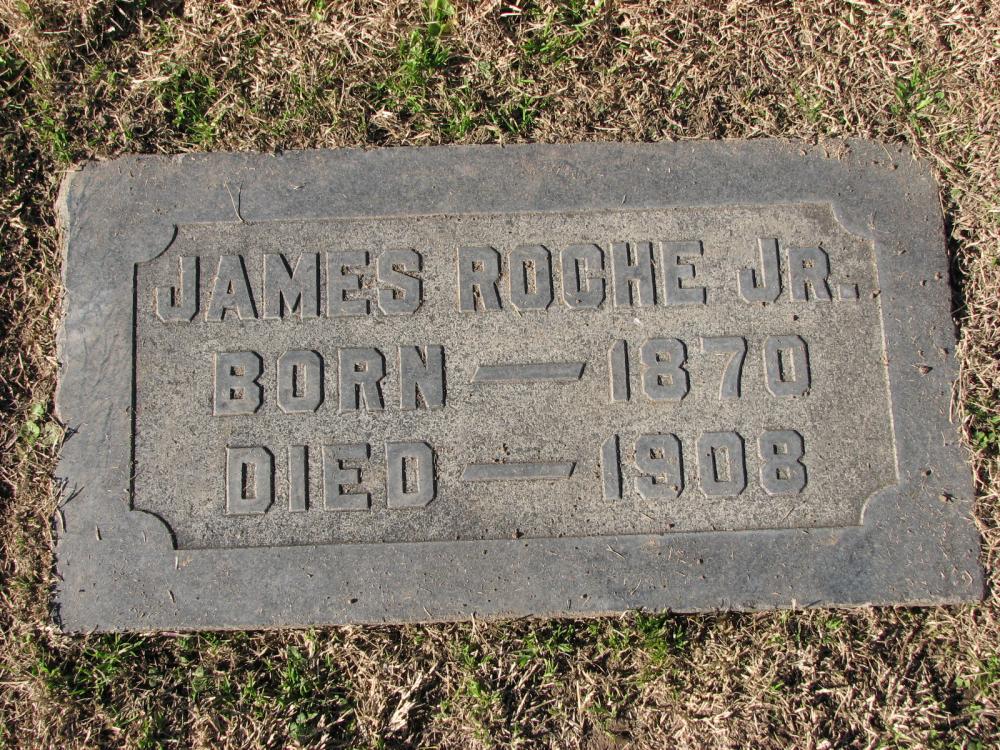 JAMES ROCHE JR.
BORN — 1870
DIED — 1908